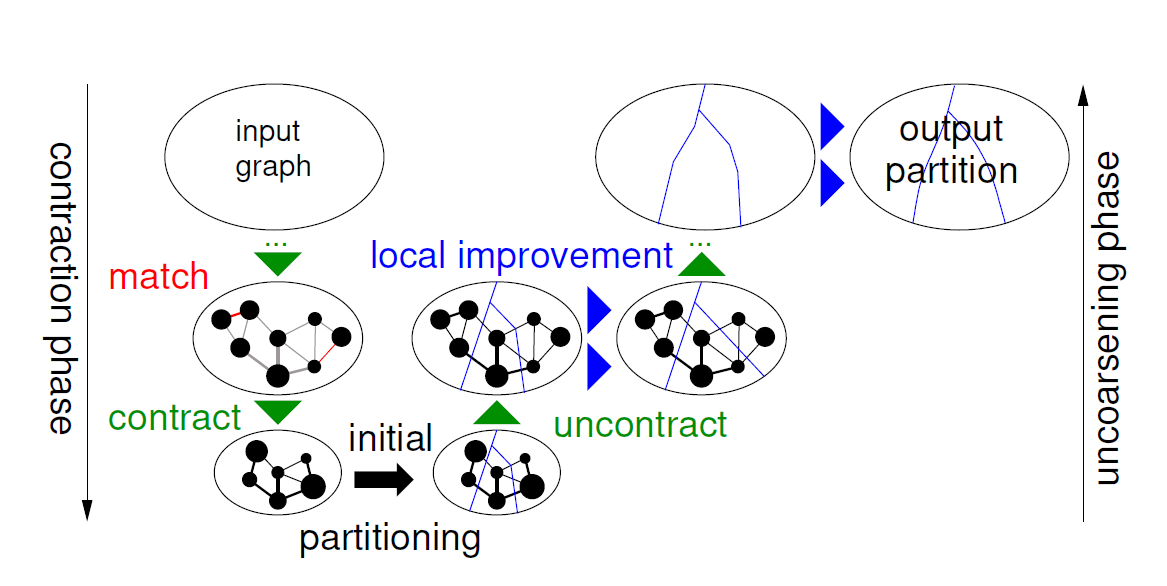 contraction phase
input
graph
...
match
contract
initial
partitioning
local improvement
...
uncontract
output
partition
uncoarsening phase